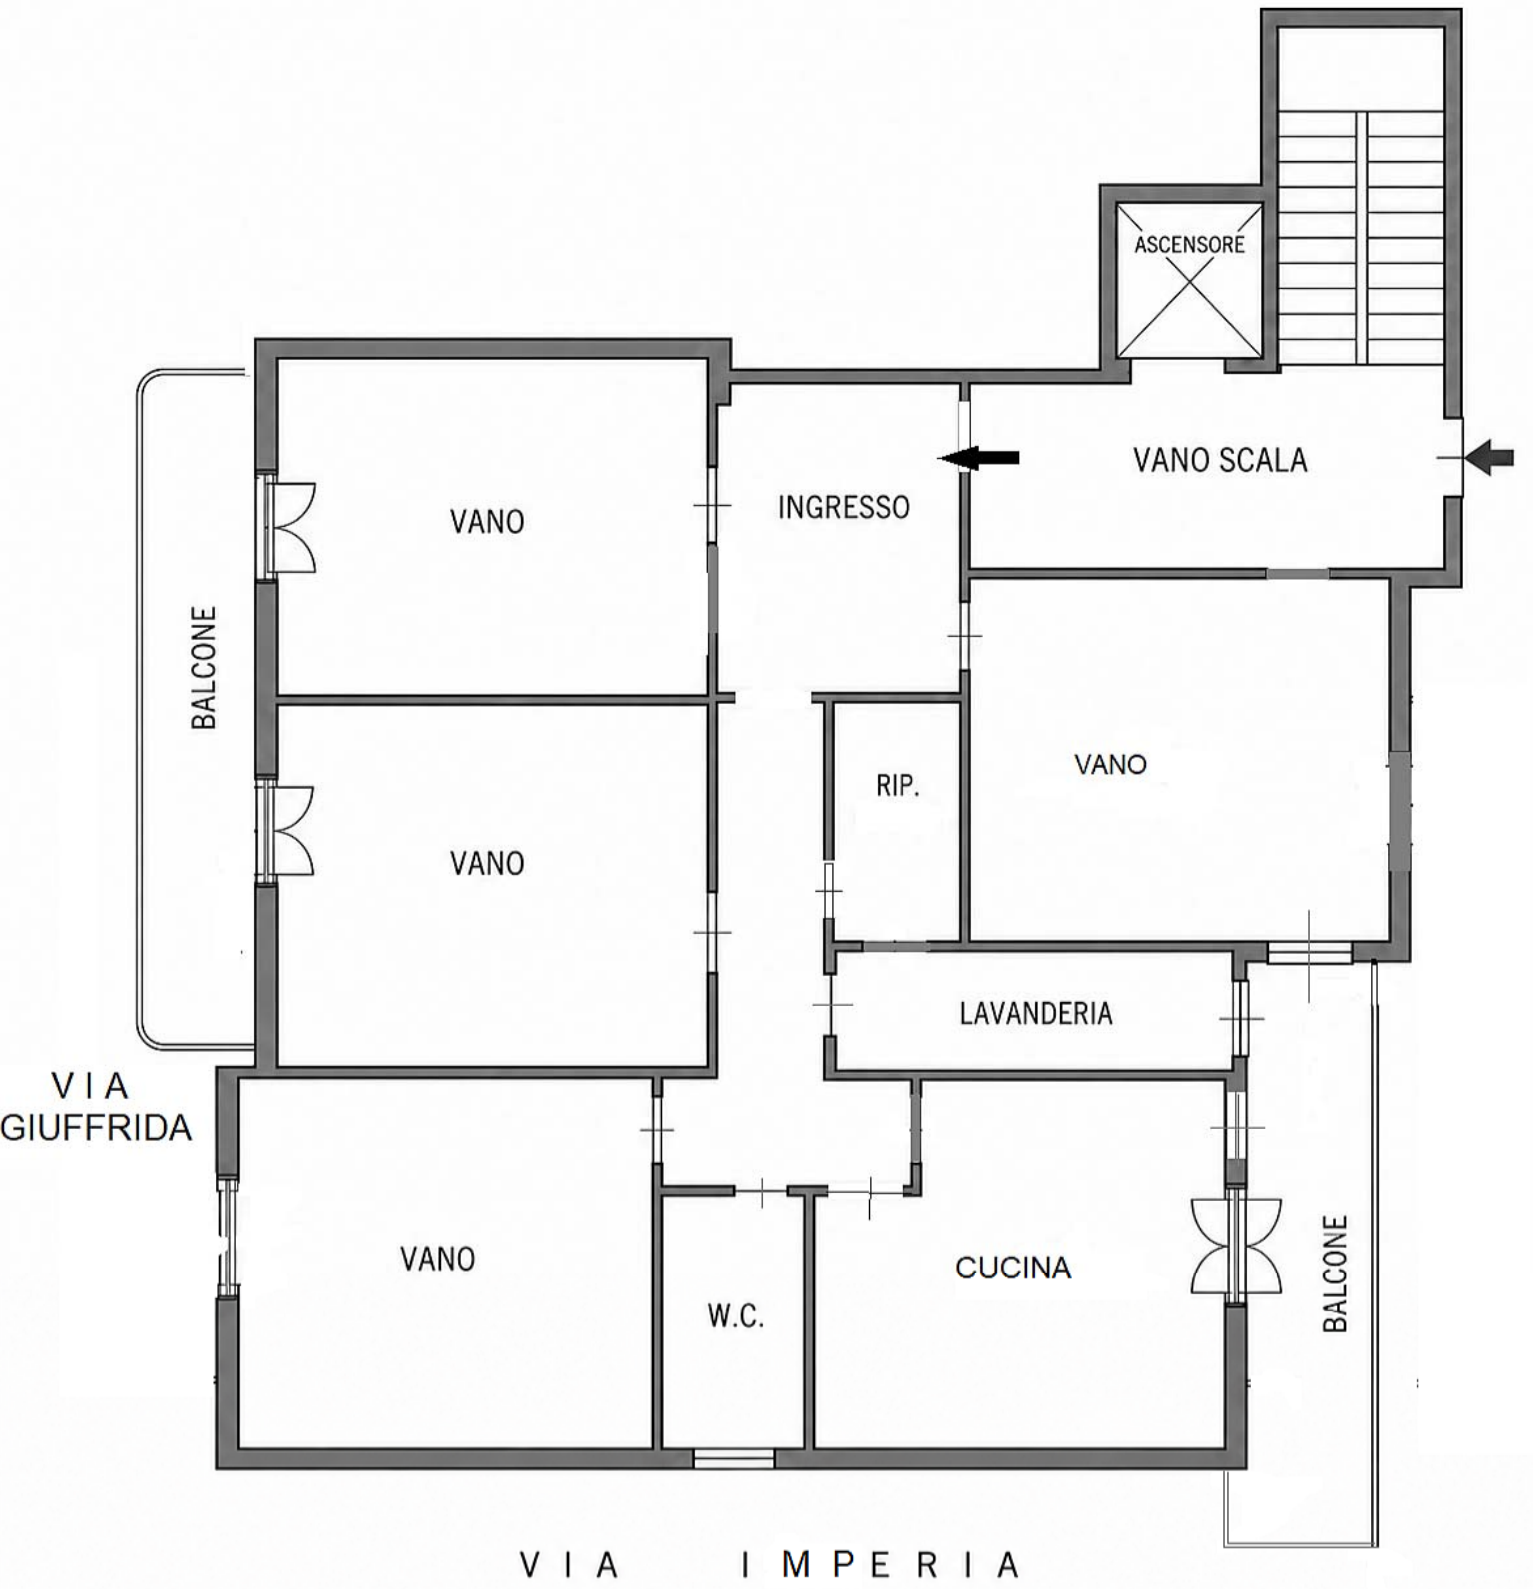 ASCENSORE
VANO SCALA
INGRESSO
VANO
BALCONE
VANO
RIP.
VANO
LAVANDERIA
VIA
GIUFFRIDA
VANO
W.C.
CUCINA
BALCONE
VIA IMPERIA